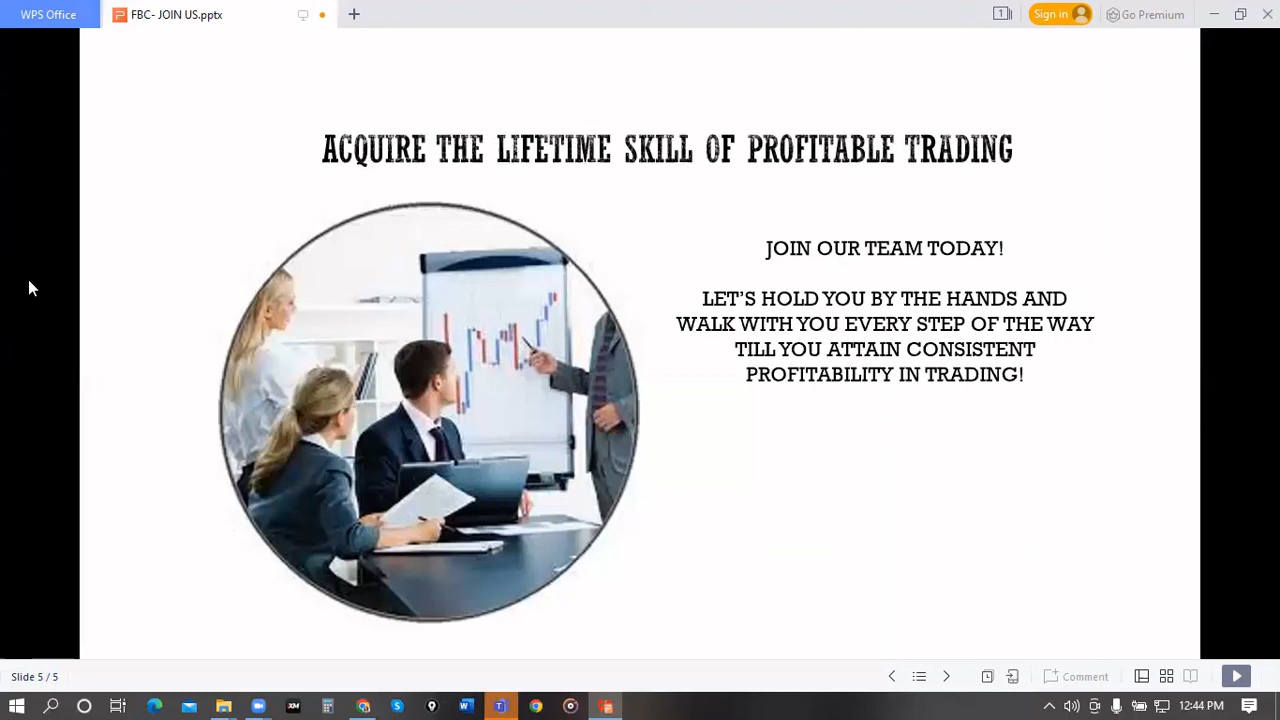 WPS Office
FBC- JOIN US.pptx
1
Sign in
Go Premium
ACQUIRE THE LIFETIME SKILL OF PROFITABLE TRADING
JOIN OUR TEAM TODAY!
LET'S HOLD YOU BY THE HANDS AND
WALK WITH YOU EVERY STEP OF THE WAY
TILL YOU ATTAIN CONSISTENT
PROFITABILITY IN TRADING!
Slide 5 / 5
Comment
XM
12:44 PM